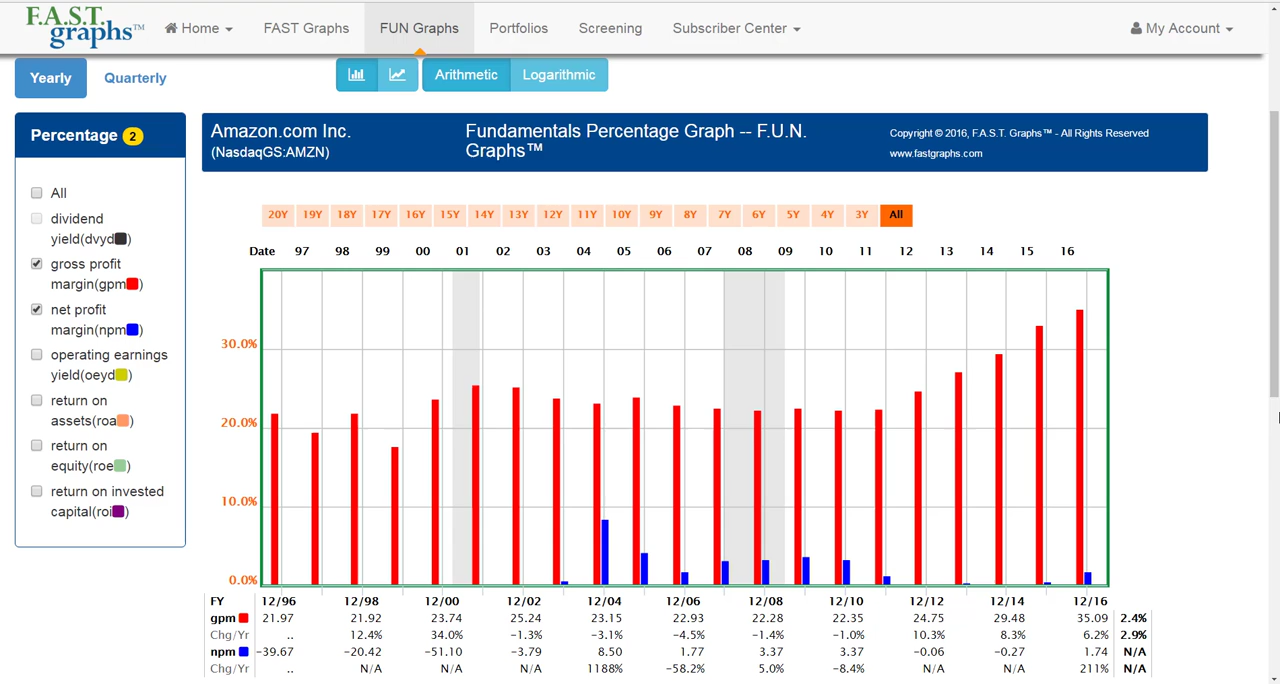 F.A.S.T.
graphs™
Home
FAST Graphs
FUN Graphs
Portfolios
Screening
Subscriber Center
My Account
Yearly
Quarterly
Arithmetic
Logarithmic
Percentage 2
All
dividend
yield(dvyd)
gross profit
margin(gpm)
net profit
margin(npm)
operating earnings
yield(oeyd)
return on
assets(roa)
return on
equity(roe)
return on invested
capital(roi)
Amazon.com Inc.
(NasdaqGS:AMZN)
Fundamentals Percentage Graph -- F.U.N.
Graphs™
Copyright © 2016, F.A.S.T. Graphs™ - All Rights Reserved
www.fastgraphs.com
20Y 19Y 18Y 17Y 16Y 15Y 14Y 13Y 12Y 11Y 10Y 9Y 8Y 7Y 6Y 5Y 4Y 3Y All
Date 97 98 99 00 01 02 03 04 05 06 07 08 09 10 11 12 13 14 15 16
30.0%
20.0%
10.0%
0.0%
FY 12/96 12/98 12/00 12/02 12/04 12/06 12/08 12/10 12/12 12/14 12/16
gpm 21.97 21.92 23.74 25.24 23.15 22.93 22.28 22.35 24.75 29.48 35.09 2.4%
Chg/Yr .. 12.4% 34.0% -1.3% -3.1% -4.5% -1.4% -1.0% 10.3% 8.3% 6.2% 2.9%
npm -39.67 -20.42 -51.10 -3.79 8.50 1.77 3.37 3.37 -0.06 -0.27 1.74 N/A
Chg/Yr .. N/A N/A N/A 1188% -58.2% 5.0% -8.4% N/A N/A 211% N/A